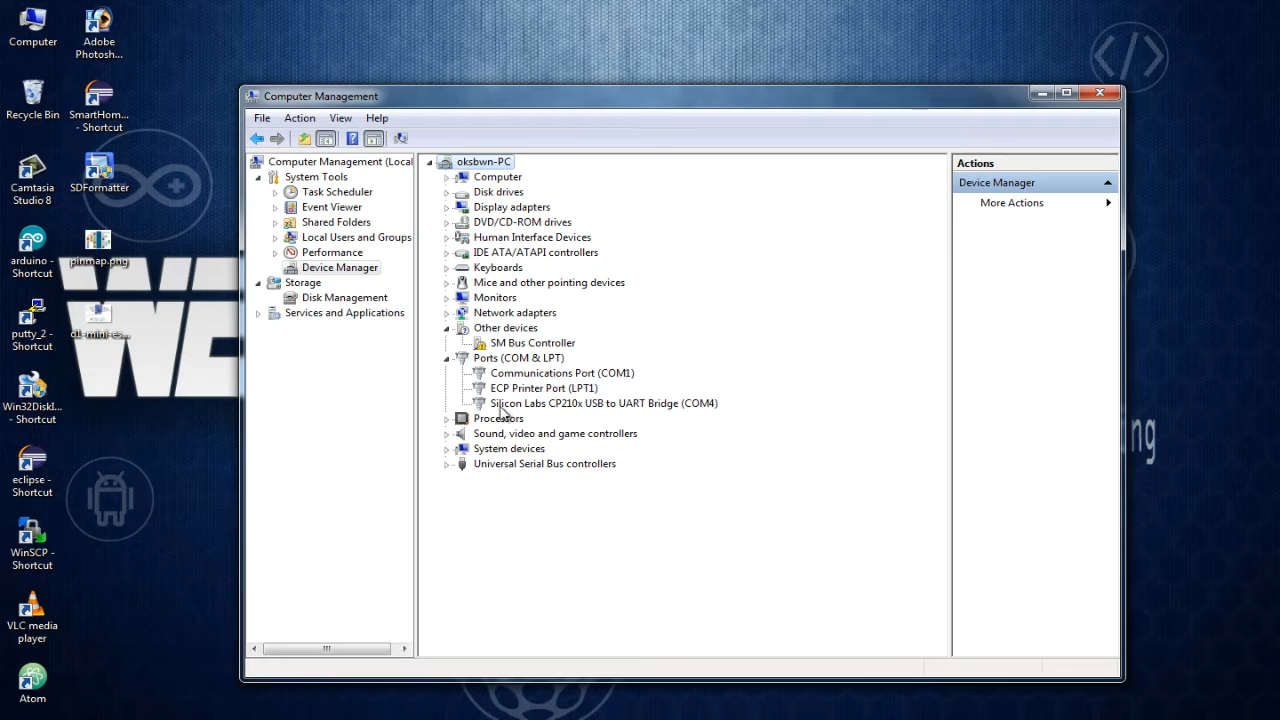 Computer
Adobe
Photosh...
Recycle Bin
SmartHom...
- Shortcut
Camtasia
Studio 8
SDFormatter
arduino -
Shortcut
pinmap.png
putty_2 -
Shortcut
d1-mini-es...
Win32DiskI...
- Shortcut
eclipse -
Shortcut
WinSCP -
Shortcut
VLC media
player
Atom
Computer Management
File Action View Help
Computer Management (Local
System Tools
Task Scheduler
Event Viewer
Shared Folders
Local Users and Groups
Performance
Device Manager
Storage
Disk Management
Services and Applications
oksbwn-PC
Computer
Disk drives
Display adapters
DVD/CD-ROM drives
Human Interface Devices
IDE ATA/ATAPI controllers
Keyboards
Mice and other pointing devices
Monitors
Network adapters
Other devices
SM Bus Controller
Ports (COM & LPT)
Communications Port (COM1)
ECP Printer Port (LPT1)
Silicon Labs CP210x USB to UART Bridge (COM4)
Processors
Sound, video and game controllers
System devices
Universal Serial Bus controllers
Actions
Device Manager
More Actions